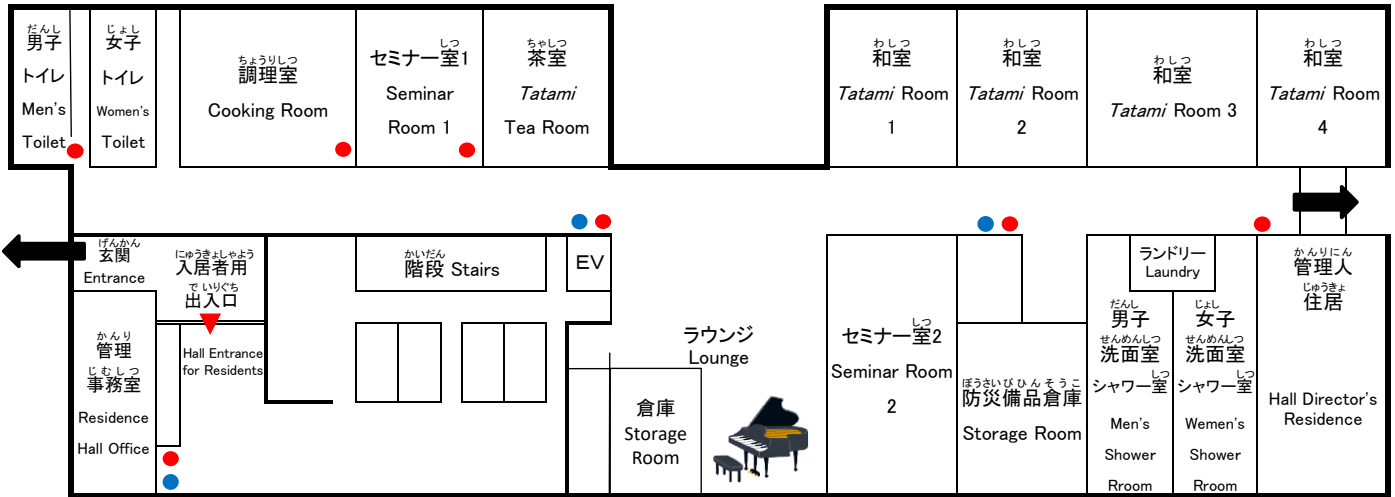 だんし
男子
トイレ
Men's
Toilet
じょし
女子
トイレ
Women's
Toilet
ちょうりしつ
調理室
Cooking Room
しつ
セミナー室1
Seminar
Room 1
ちゃしつ
茶室
Tatami
Tea Room
わしつ
和室
Tatami Room
1
わしつ
和室
Tatami Room
2
わしつ
和室
Tatami Room 3
わしつ
和室
Tatami Room
4
げんかん
玄関
Entrance
にゅうきょしゃよう
入居者用
で いりぐち
出入口
Hall Entrance
for Residents
かんり
管理
じむしつ
事務室
Residence
Hall Office
かいだん
階段 Stairs
EV
ラウンジ
Lounge
倉庫
Storage
Room
しつ
セミナー室2
Seminar Room
2
ぼうさいびひんそうこ
防災備品倉庫
Storage Room
ランドリー
Laundry
だんし
男子
せんめんしつ
洗面室
しつ
シャワー室
Men's
Shower
Rroom
じょし
女子
せんめんしつ
洗面室
しつ
シャワー室
Wemen's
Shower
Rroom
かんりにん
管理人
じゅうきょ
住居
Hall Director's
Residence